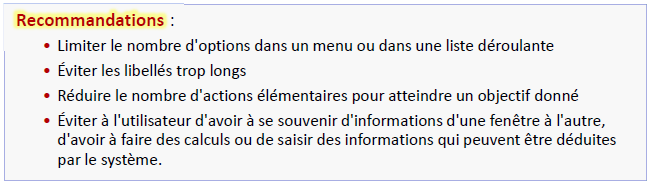 Recommandations :
• Limiter le nombre d'options dans un menu ou dans une liste déroulante
• Éviter les libellés trop longs
• Réduire le nombre d'actions élémentaires pour atteindre un objectif donné
• Éviter à l'utilisateur d'avoir à se souvenir d'informations d'une fenêtre à l'autre,
d'avoir à faire des calculs ou de saisir des informations qui peuvent être déduites
par le système.